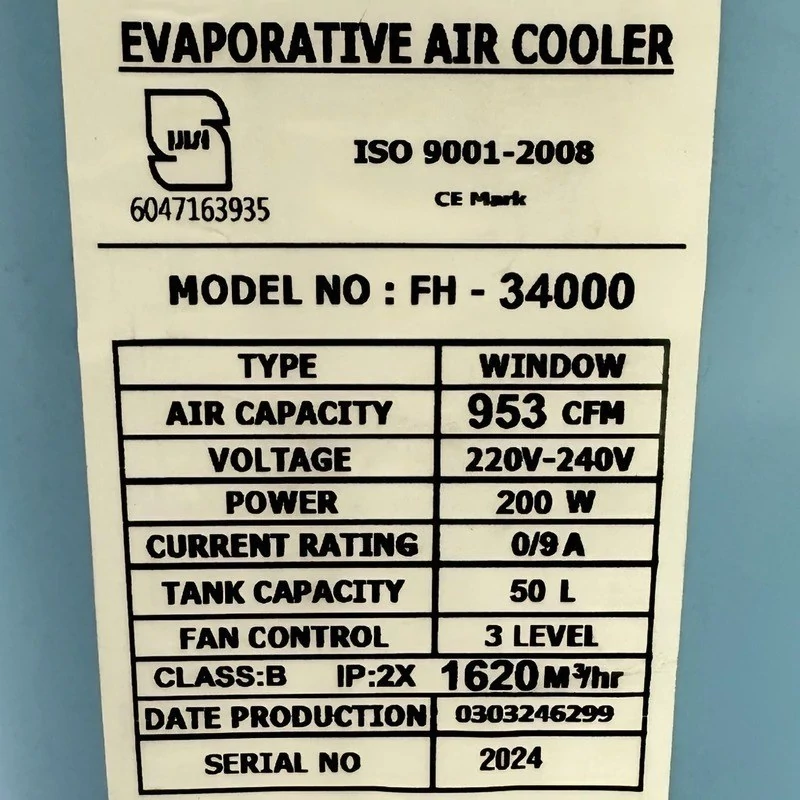 EVAPORATIVE AIR COOLER
6047163935
ISO 9001-2008
CE Mark
MODEL NO : FH - 34000
TYPE WINDOW
AIR CAPACITY 953 CFM
VOLTAGE 220V-240V
POWER 200 W
CURRENT RATING 0/9 A
TANK CAPACITY 50 L
FAN CONTROL 3 LEVEL
CLASS:B IP:2X 1620 M³/hr
DATE PRODUCTION 0303246299
SERIAL NO 2024